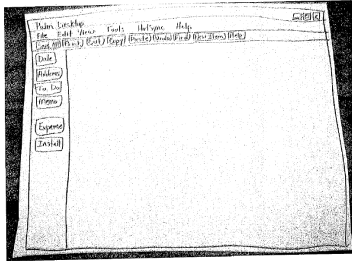 Palm Desktop
File Edit View Tools HotSync Help
Print Cut Copy Paste Undo Find New Item Help
Date
Address
To Do
Memo
Expense
Install